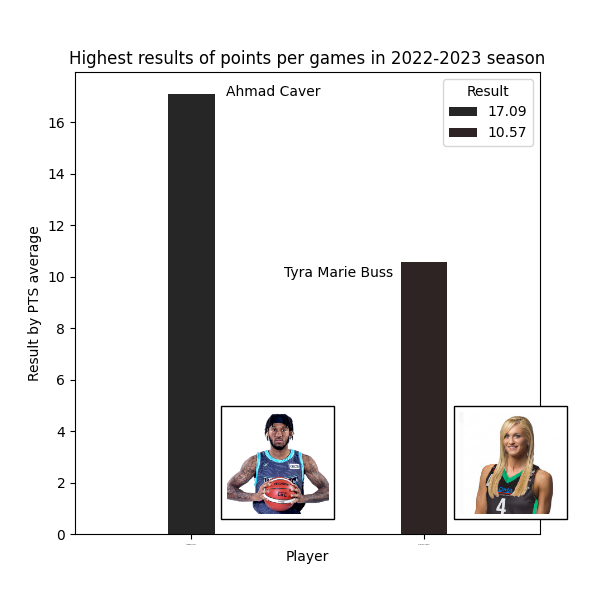 Highest results of points per games in 2022-2023 season
Ahmad Caver
Result
17.09
10.57
Tyra Marie Buss
Result by PTS average
16
14
12
10
8
6
4
2
0
4
Player